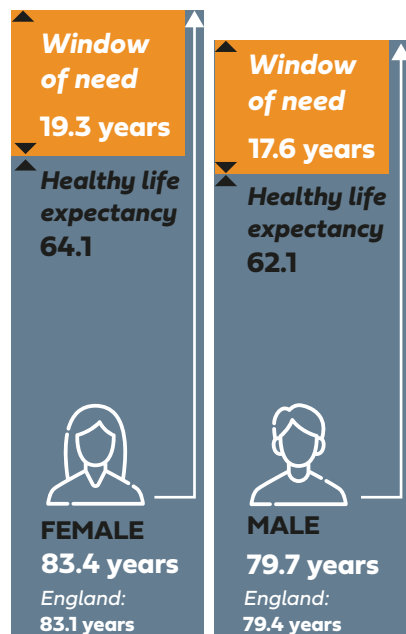 Window
of need
19.3 years
Healthy life
expectancy
64.1
FEMALE
83.4 years
England:
83.1 years
Window
of need
17.6 years
Healthy life
expectancy
62.1
MALE
79.7 years
England:
79.4 years